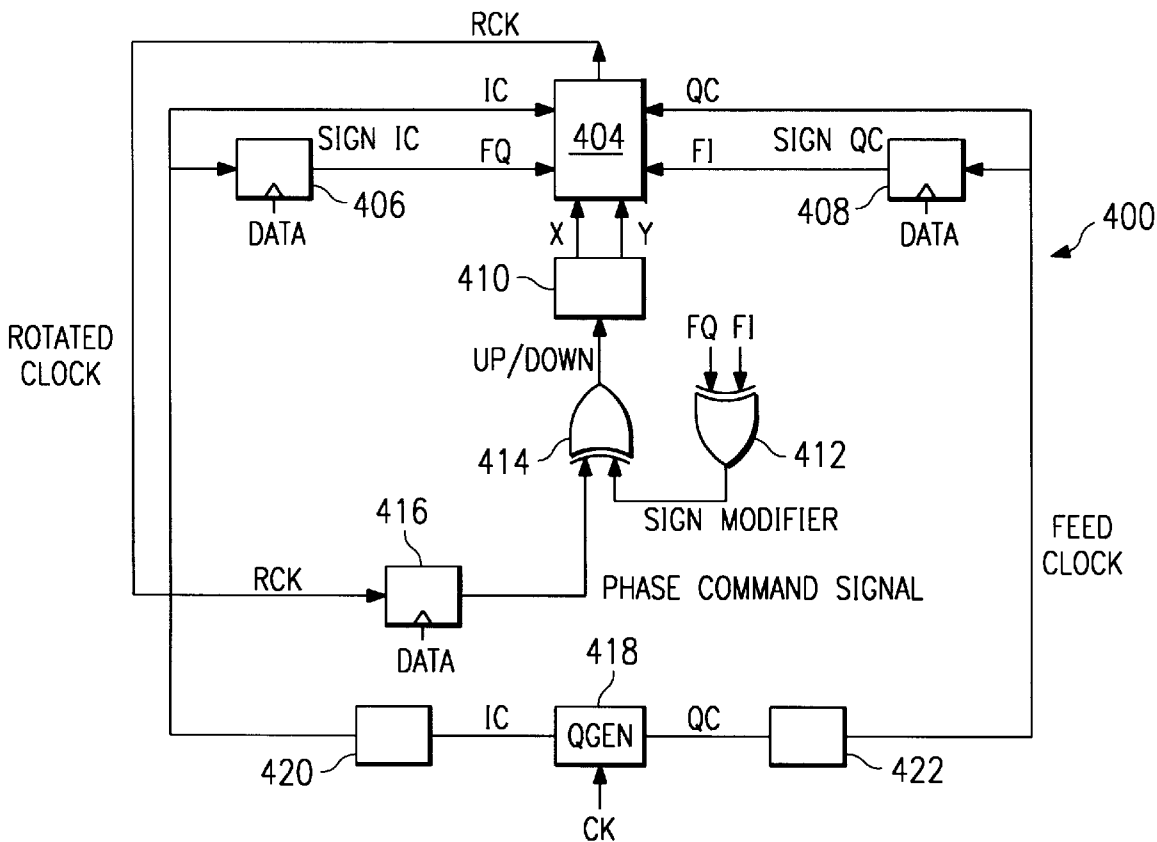 RCK
IC
QC
404
SIGN IC
FQ
FI
SIGN QC
406
408
DATA
DATA
400
X
Y
410
ROTATED
CLOCK
FQ FI
UP/DOWN
414
412
SIGN MODIFIER
416
FEED
CLOCK
RCK
PHASE COMMAND SIGNAL
DATA
418
IC
QGEN
QC
420
422
CK